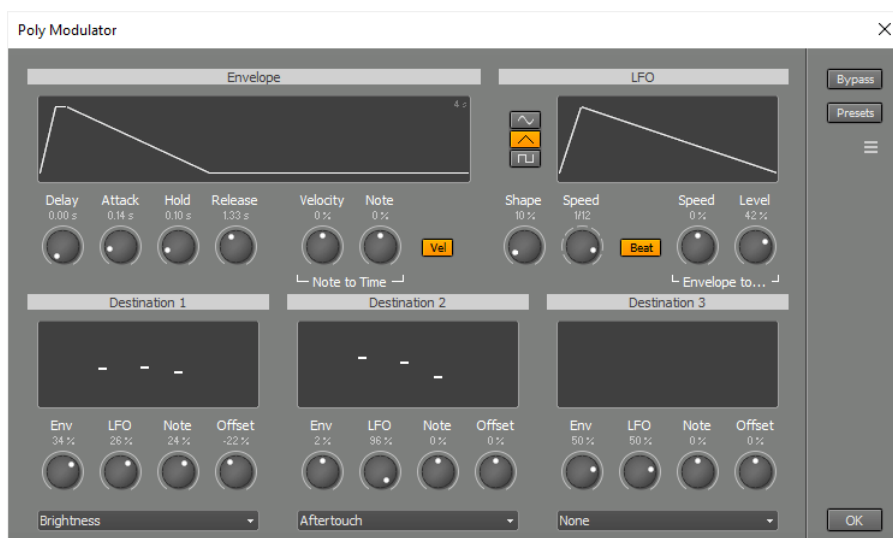 Poly Modulator
Envelope
LFO
Bypass
Presets
4 s
Delay Attack Hold Release Velocity Note
0.00 s 0.14 s 0.10 s 1.33 s 0 % 0 %
Vel
Note to Time
Shape Speed Speed Level
10 % 1/12 0 % 42 %
Beat
Envelope to...
Destination 1
Destination 2
Destination 3
Env LFO Note Offset
34 % 26 % 24 % -22 %
Env LFO Note Offset
2 % 96 % 0 % 0 %
Env LFO Note Offset
50 % 50 % 0 % 0 %
Brightness
Aftertouch
None
OK